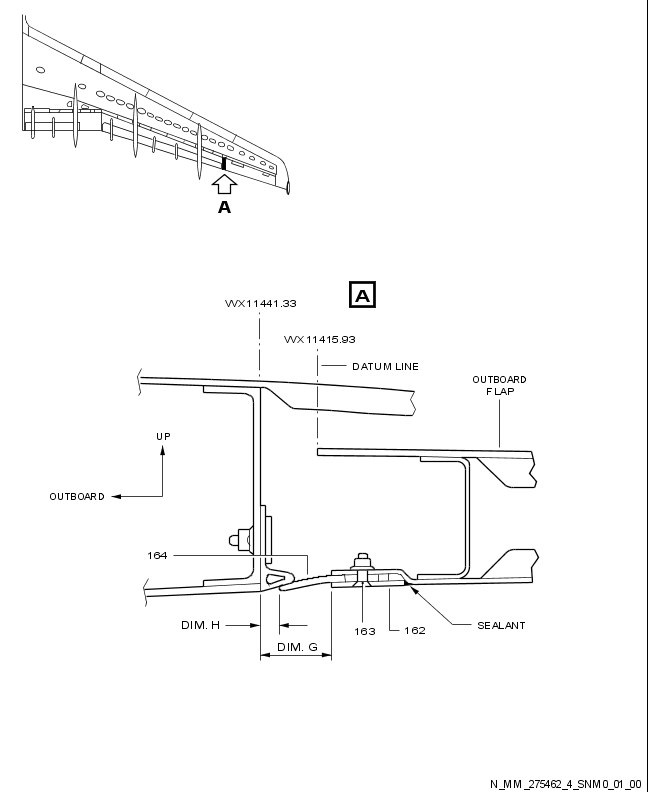 A
A
WX11441.33
WX11415.93
DATUM LINE
OUTBOARD
FLAP
UP
OUTBOARD
164
DIM. H
DIM. G
163
162
SEALANT
N_MM_275462_4_SNM0_01_00